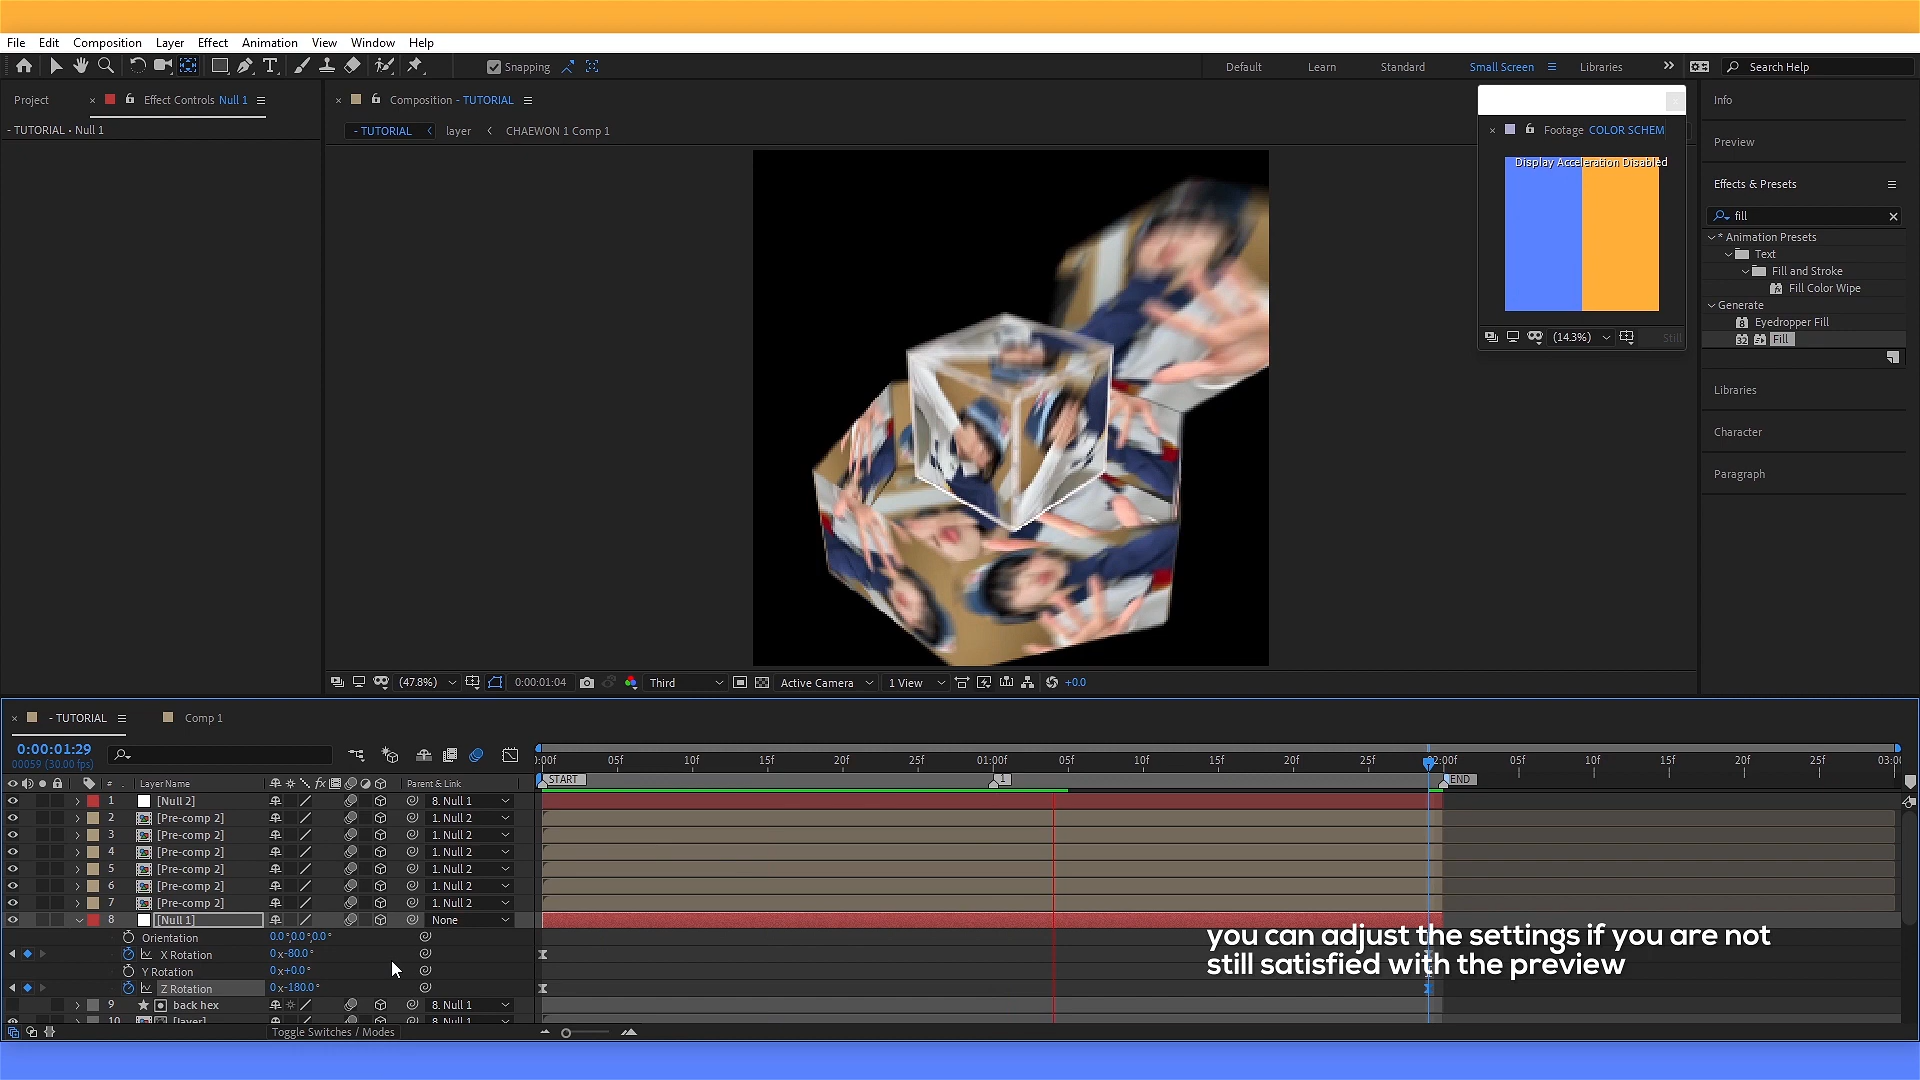 File Edit Composition Layer Effect Animation View Window Help
Snapping
Default Learn Standard Small Screen Libraries Search Help
Project Effect Controls Null 1
- TUTORIAL • Null 1
Composition - TUTORIAL
- TUTORIAL layer CHAEWON 1 Comp 1
Footage COLOR SCHEM
Display Acceleration Disabled
(14.3%) Still
Info
Preview
Effects & Presets
fill
* Animation Presets
Text
Fill and Stroke
Fill Color Wipe
Generate
Eyedropper Fill
Fill
Libraries
Character
Paragraph
(47.8%) 0:00:01:04 Third Active Camera 1 View +0.0
- TUTORIAL Comp 1
0:00:01:29
00059 (30.00 fps)
# . Layer Name fx Parent & Link
0:00f 05f 10f 15f 20f 25f 01:00f 05f 10f 15f 20f 25f 02:00f 05f 10f 15f 20f 25f 03:00f
START 1 END
1 [Null 2] 8. Null 1
2 [Pre-comp 2] 1. Null 2
3 [Pre-comp 2] 1. Null 2
4 [Pre-comp 2] 1. Null 2
5 [Pre-comp 2] 1. Null 2
6 [Pre-comp 2] 1. Null 2
7 [Pre-comp 2] 1. Null 2
8 [Null 1] None
Orientation 0.0°,0.0°,0.0°
X Rotation 0x-80.0°
Y Rotation 0x+0.0°
Z Rotation 0x-180.0°
9 back hex 8. Null 1
10 [layer] 8. Null 1
Toggle Switches / Modes
you can adjust the settings if you are not
still satisfied with the preview